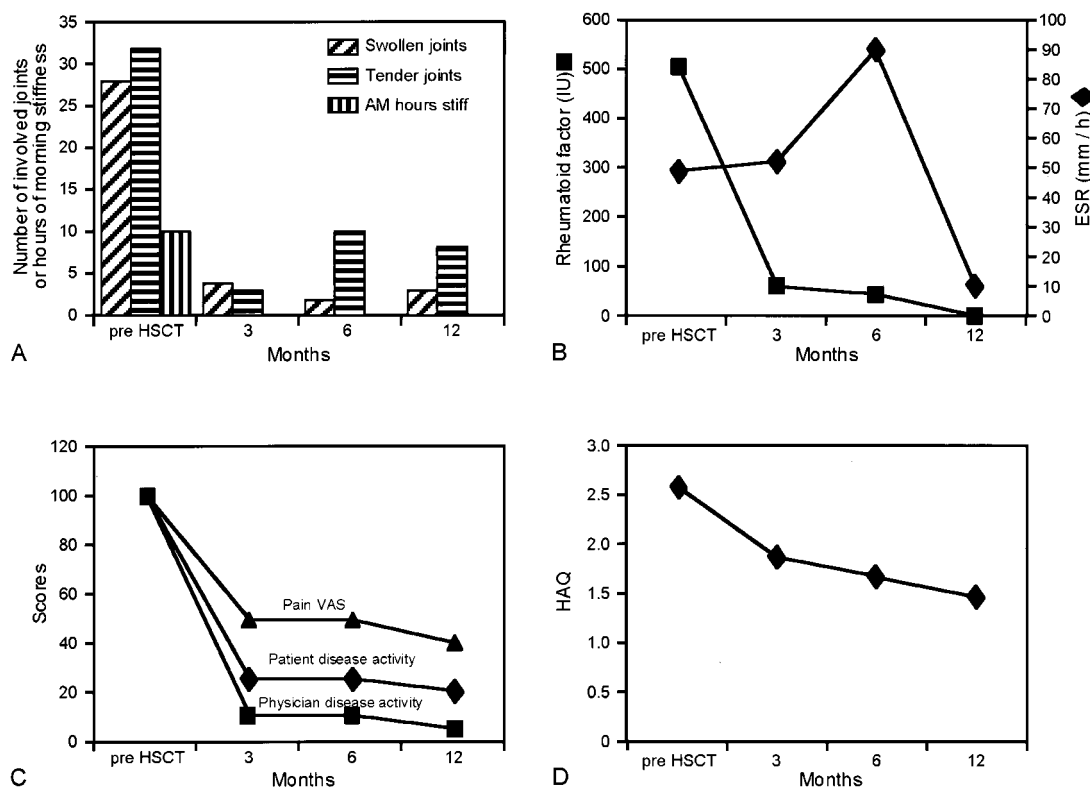 35
30
25
20
15
10
5
0
Number of involved joints
or hours of morning stiffness
Swollen joints
Tender joints
AM hours stiff
pre HSCT 3 6 12
Months
A
600
500
400
300
200
100
0
Rheumatoid factor (IU)
100
90
80
70
60
50
40
30
20
10
0
ESR (mm / h)
pre HSCT 3 6 12
Months
B
120
100
80
60
40
20
0
Scores
Pain VAS
Patient disease activity
Physician disease activity
pre HSCT 3 6 12
Months
C
3.0
2.5
2.0
1.5
1.0
0.5
0.0
HAQ
pre HSCT 3 6 12
Months
D